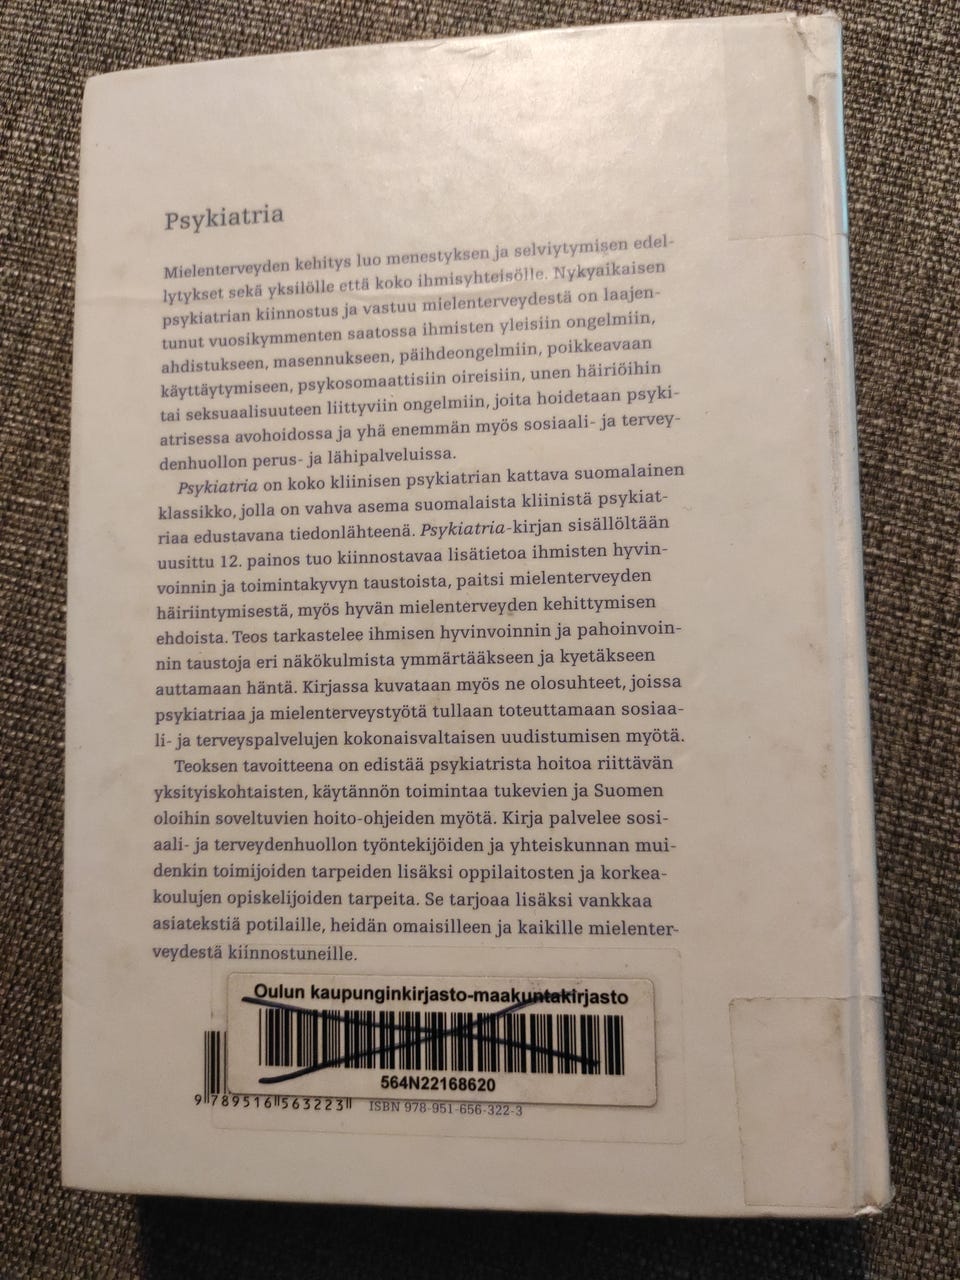 Psykiatria
Mielenterveyden kehitys luo menestyksen ja selviytymisen edel-
lytykset sekä yksilölle että koko ihmisyhteisölle. Nykyaikaisen
psykiatrian kiinnostus ja vastuu mielenterveydestä on laajen-
tunut vuosikymmenten saatossa ihmisten yleisiin ongelmiin,
ahdistukseen, masennukseen, päihdeongelmiin, poikkeavaan
käyttäytymiseen, psykosomaattisiin oireisiin, unen häiriöihin
tai seksuaalisuuteen liittyviin ongelmiin, joita hoidetaan psyki-
atrisessa avohoidossa ja yhä enemmän myös sosiaali- ja tervey-
denhuollon perus- ja lähipalveluissa.
Psykiatria on koko kliinisen psykiatrian kattava suomalainen
klassikko, jolla on vahva asema suomalaista kliinistä psykiat-
riaa edustavana tiedonlähteenä. Psykiatria-kirjan sisällöltään
uusittu 12. painos tuo kiinnostavaa lisätietoa ihmisten hyvin-
voinnin ja toimintakyvyn taustoista, paitsi mielenterveyden
häiriintymisestä, myös hyvän mielenterveyden kehittymisen
ehdoista. Teos tarkastelee ihmisen hyvinvoinnin ja pahoinvoin-
nin taustoja eri näkökulmista ymmärtääkseen ja kyetäkseen
auttamaan häntä. Kirjassa kuvataan myös ne olosuhteet, joissa
psykiatriaa ja mielenterveystyötä tullaan toteuttamaan sosiaa-
li- ja terveyspalvelujen kokonaisvaltaisen uudistumisen myötä.
Teoksen tavoitteena on edistää psykiatrista hoitoa riittävän
yksityiskohtaisten, käytännön toimintaa tukevien ja Suomen
oloihin soveltuvien hoito-ohjeiden myötä. Kirja palvelee sosi-
aali- ja terveydenhuollon työntekijöiden ja yhteiskunnan mui-
denkin toimijoiden tarpeiden lisäksi oppilaitosten ja korkea-
koulujen opiskelijoiden tarpeita. Se tarjoaa lisäksi vankkaa
asiatekstiä potilaille, heidän omaisilleen ja kaikille mielenter-
veydestä kiinnostuneille.
Oulun kaupunginkirjasto-maakuntakirjasto
564N22168620
9 789516 563223
ISBN 978-951-656-322-3